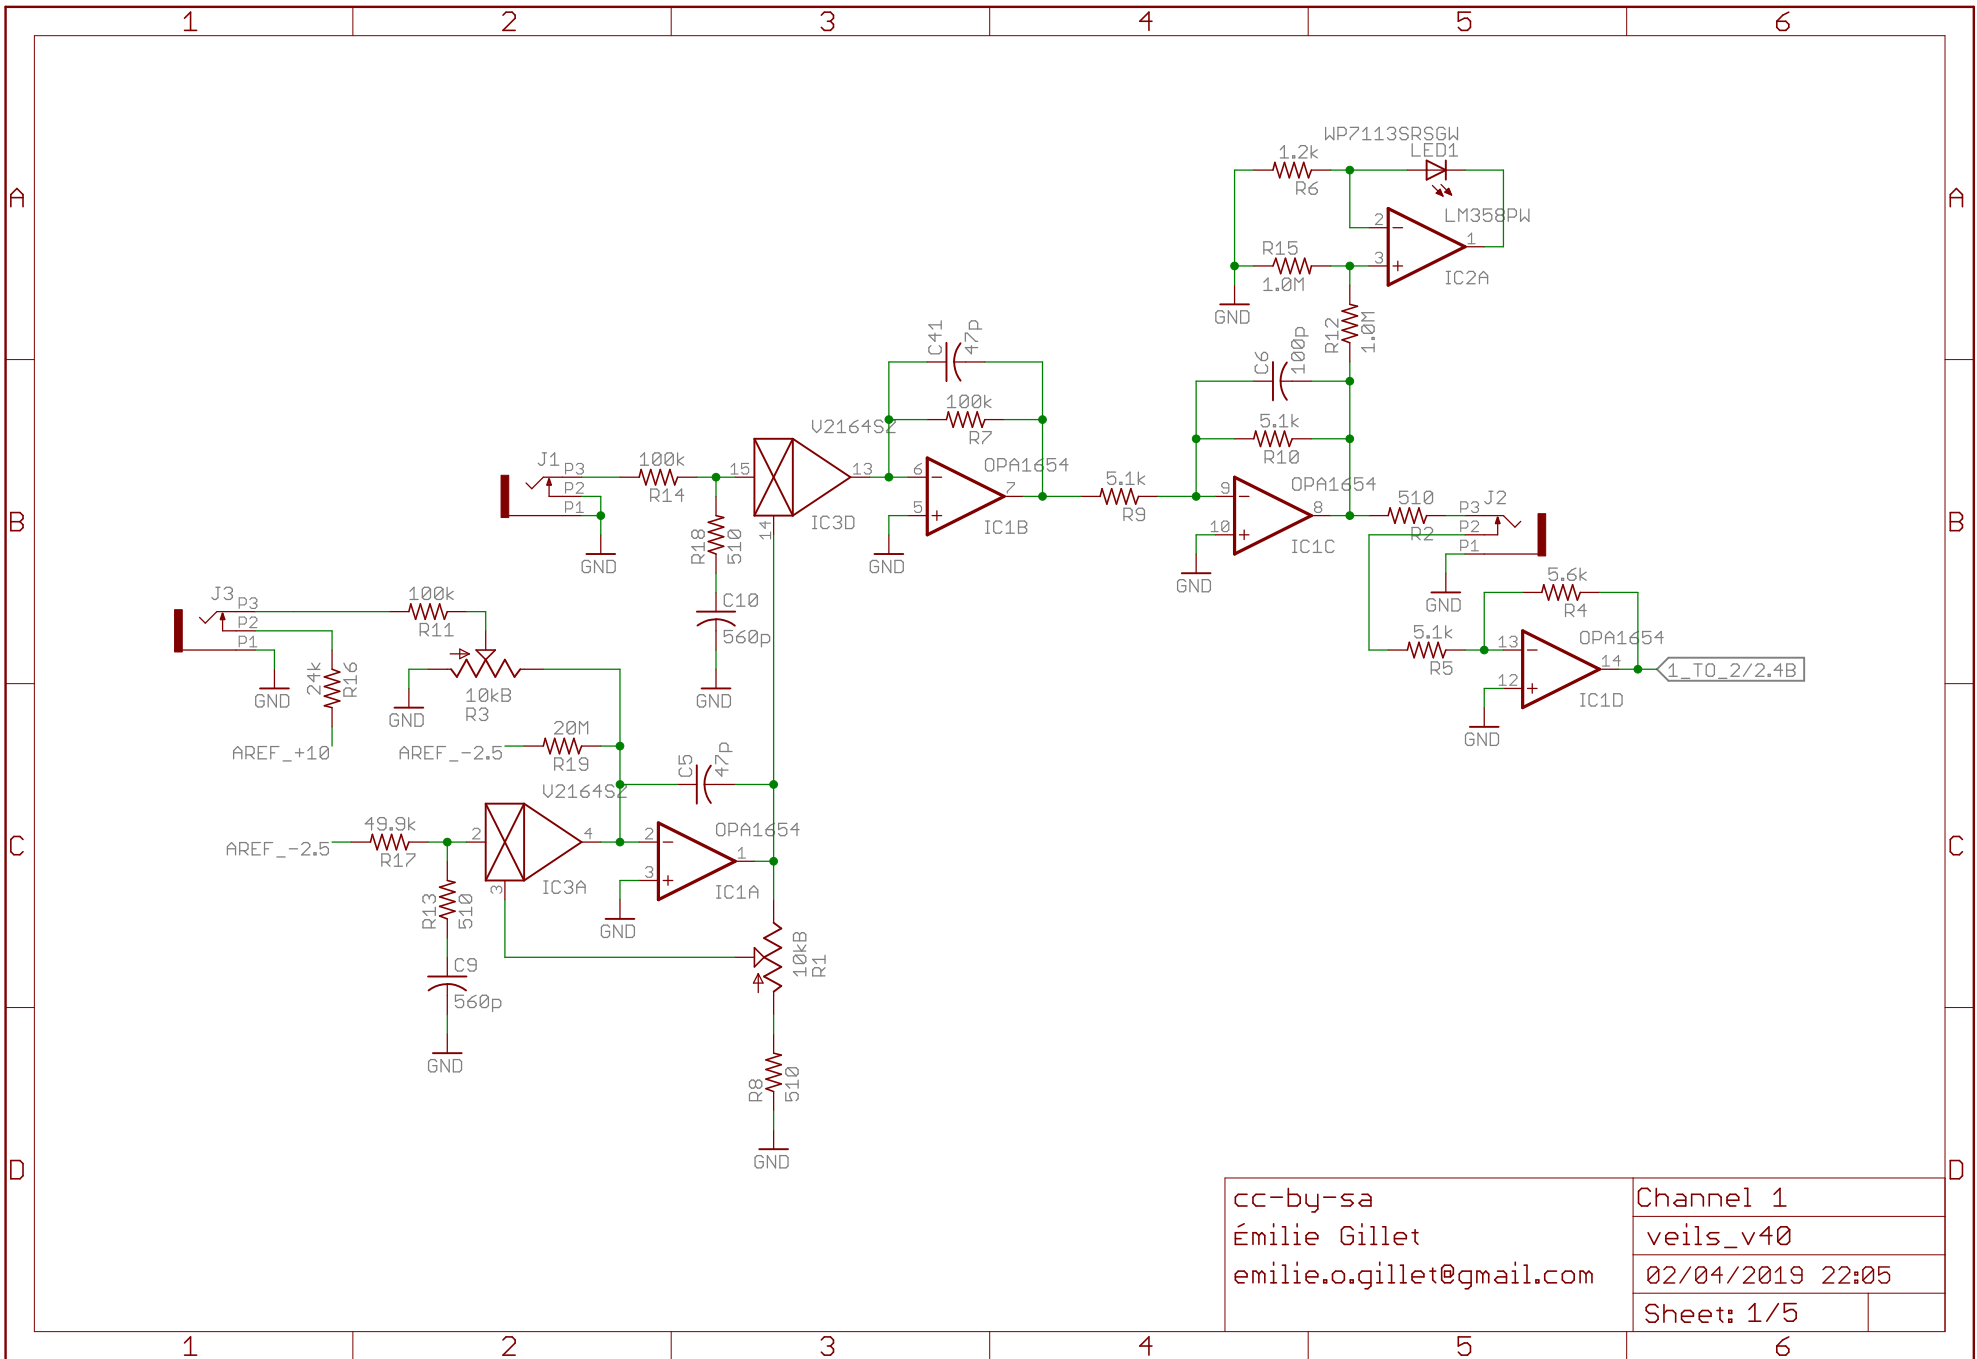 1 2 3 4 5 6
A A
WP7113SRSGW
1.2k LED1
R6
LM358PW
2 1
R15 3
1.0M IC2A
GND
R12 1.0M
C41 47p
C6 100p
100k
R7
V2164SZ
5.1k
R10
J1 P3 100k 15 13 6 OPA1654
P2 R14 7
P1 5
IC3D IC1B
14
R18 510
GND GND
5.1k 9 OPA1654
R9 8
10
IC1C
GND
510 J2
P3
R2 P2
P1
GND
B B
J3 P3 100k
P2 R11
P1
C10
560p
GND
5.6k
R4
5.1k 13 OPA1654
R5 14 1_TO_2/2.4B
12
IC1D
GND
24k R16
GND 10kB
GND R3
AREF_+10 AREF_-2.5 20M
R19
C5 47p
V2164SZ
C C
AREF_-2.5 49.9k 2 4 2 OPA1654
R17 1
3
3 IC3A IC1A
R13 510
GND
10kB R1
C9
560p
GND
R8 510
GND
D D
cc-by-sa
Émilie Gillet
emilie.o.gillet@gmail.com
Channel 1
veils_v40
02/04/2019 22:05
Sheet: 1/5
1 2 3 4 5 6